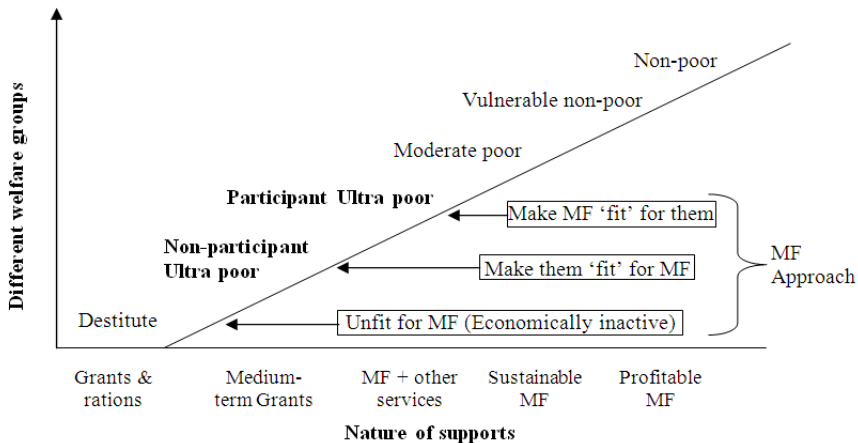 Different welfare groups
Non-poor
Vulnerable non-poor
Moderate poor
Participant Ultra poor
Make MF ‘fit’ for them
Non-participant
Ultra poor
Make them ‘fit’ for MF
MF
Approach
Destitute
Unfit for MF (Economically inactive)
Grants &
rations
Medium-
term Grants
MF + other
services
Sustainable
MF
Profitable
MF
Nature of supports